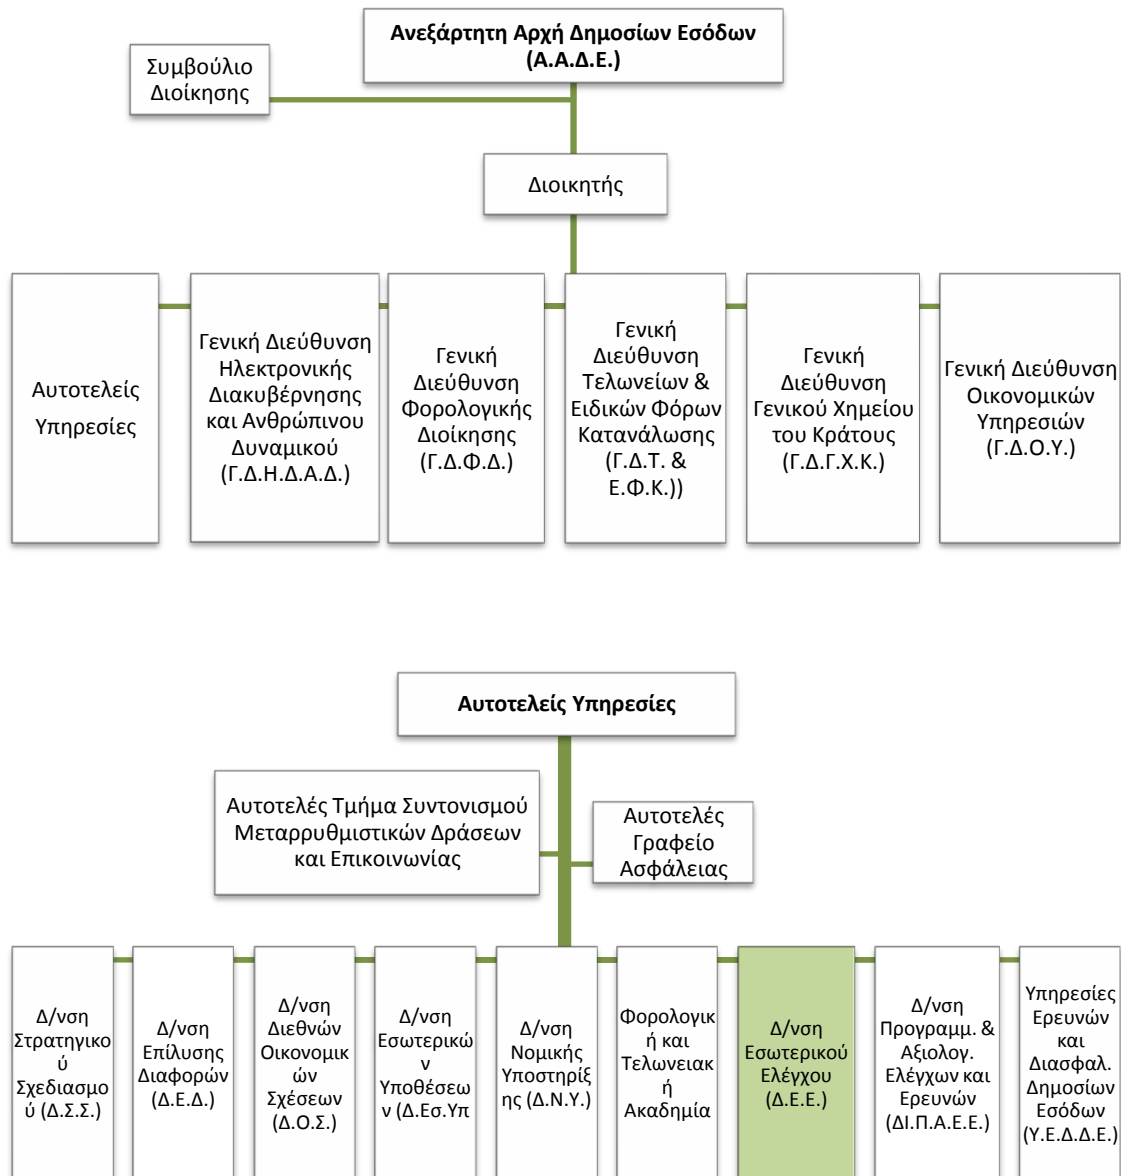 Ανεξάρτητη Αρχή Δημοσίων Εσόδων
(Α.Α.Δ.Ε.)
Συμβούλιο
Διοίκησης
Διοικητής
Αυτοτελείς
Υπηρεσίες
Γενική Διεύθυνση
Ηλεκτρονικής
Διακυβέρνησης
και Ανθρώπινου
Δυναμικού
(Γ.Δ.Η.Δ.Α.Δ.)
Γενική
Διεύθυνση
Φορολογικής
Διοίκησης
(Γ.Δ.Φ.Δ.)
Γενική
Διεύθυνση
Τελωνείων &
Ειδικών Φόρων
Κατανάλωσης
(Γ.Δ.Τ. &
Ε.Φ.Κ.))
Γενική
Διεύθυνση
Γενικού Χημείου
του Κράτους
(Γ.Δ.Γ.Χ.Κ.)
Γενική Διεύθυνση
Οικονομικών
Υπηρεσιών
(Γ.Δ.Ο.Υ.)
Αυτοτελείς Υπηρεσίες
Αυτοτελές Τμήμα Συντονισμού
Μεταρρυθμιστικών Δράσεων
και Επικοινωνίας
Αυτοτελές
Γραφείο
Ασφάλειας
Δ/νση
Στρατηγικο
ύ
Σχεδιασμο
ύ (Δ.Σ.Σ.)
Δ/νση
Επίλυσης
Διαφορών
(Δ.Ε.Δ.)
Δ/νση
Διεθνών
Οικονομικ
ών
Σχέσεων
(Δ.Ο.Σ.)
Δ/νση
Εσωτερικώ
ν
Υποθέσεω
ν (Δ.Εσ.Υπ
Δ/νση
Νομικής
Υποστηρίξ
ης (Δ.Ν.Υ.)
Φορολογικ
ή και
Τελωνειακ
ή
Ακαδημία
Δ/νση
Εσωτερικού
Ελέγχου
(Δ.Ε.Ε.)
Δ/νση
Προγραμμ. &
Αξιολογ.
Ελέγχων και
Ερευνών
(ΔΙ.Π.Α.Ε.Ε.)
Υπηρεσίες
Ερευνών
και
Διασφαλ.
Δημοσίων
Εσόδων
(Υ.Ε.Δ.Δ.Ε.)